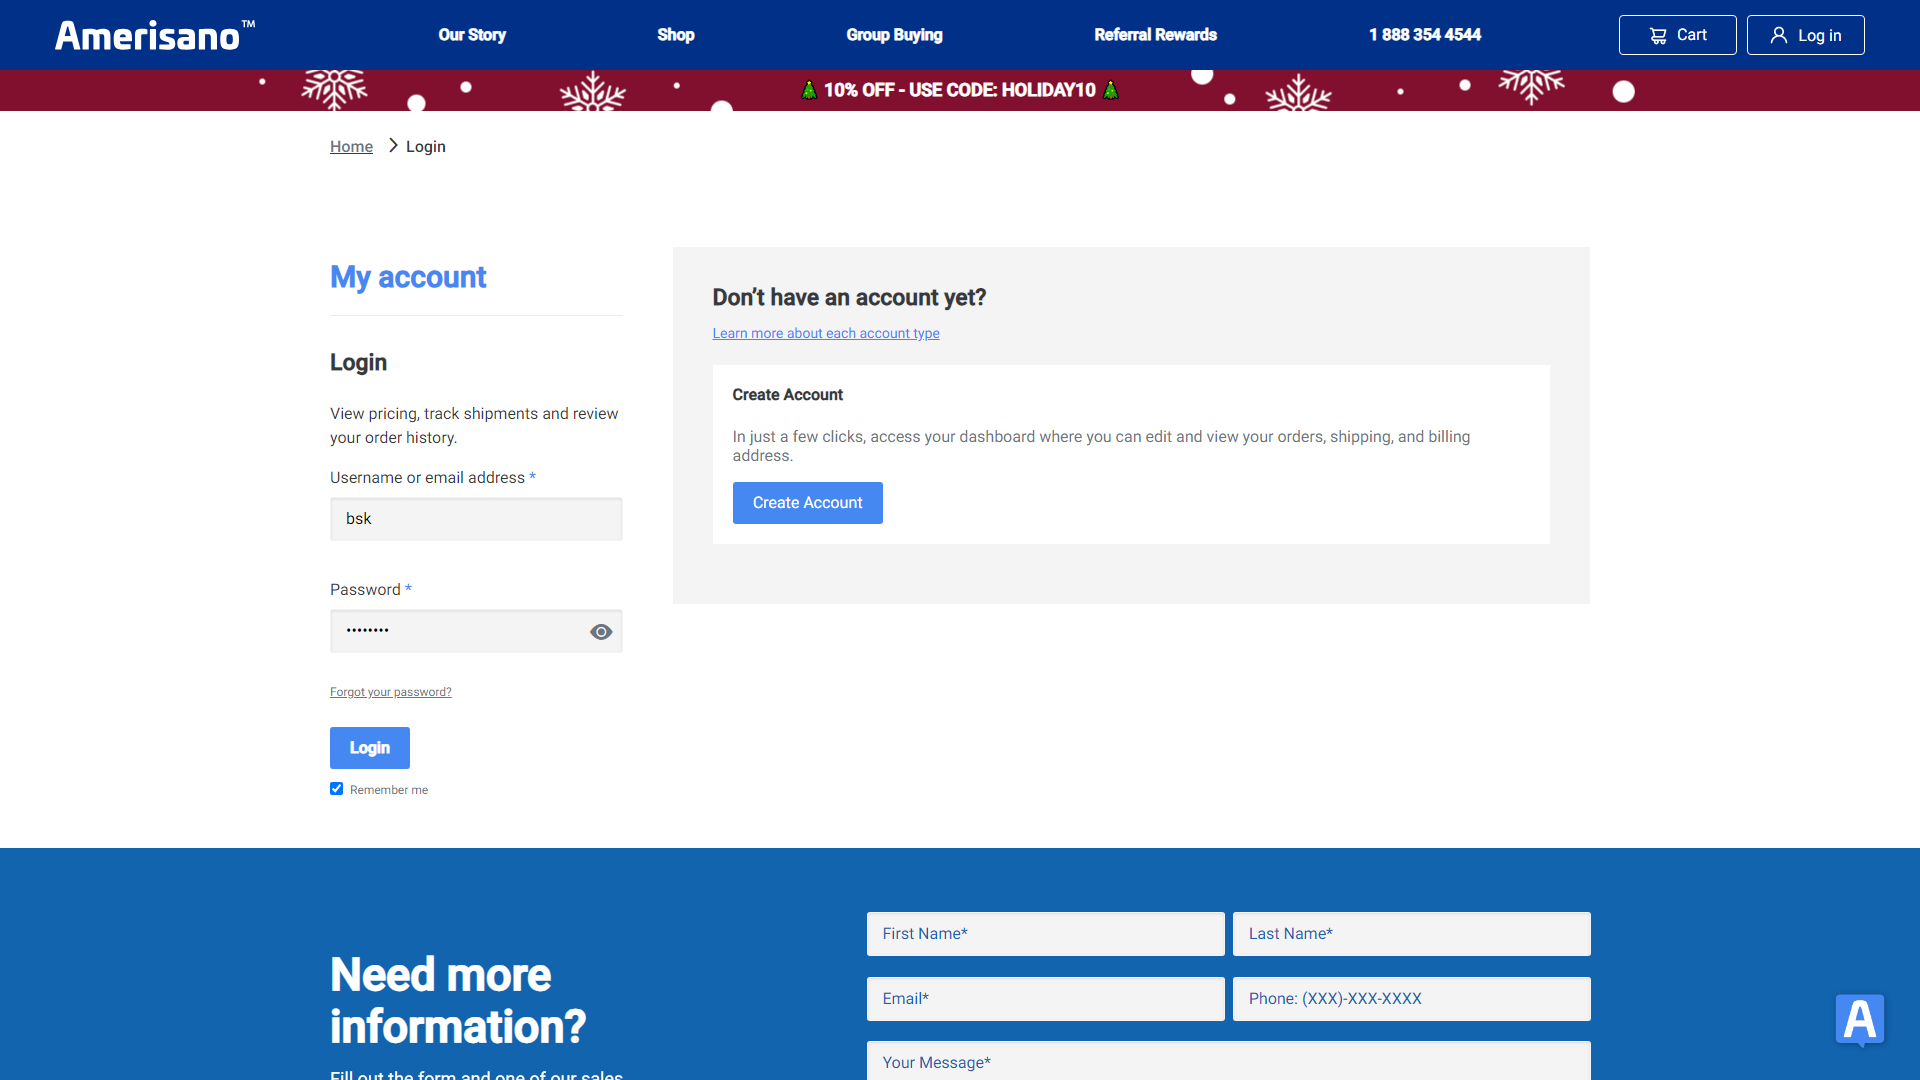 Amerisano™
Our Story
Shop
Group Buying
Referral Rewards
1 888 354 4544
Cart
Log in
10% OFF - USE CODE: HOLIDAY10
Home
Login
My account
Login
View pricing, track shipments and review
your order history.
Username or email address *
bsk
Password *
••••••••
Forgot your password?
Login
Remember me
Don’t have an account yet?
Learn more about each account type
Create Account
In just a few clicks, access your dashboard where you can edit and view your orders, shipping, and billing
address.
Create Account
Need more
information?
Fill out the form and one of our sales
First Name*
Last Name*
Email*
Phone: (XXX)-XXX-XXXX
Your Message*
A